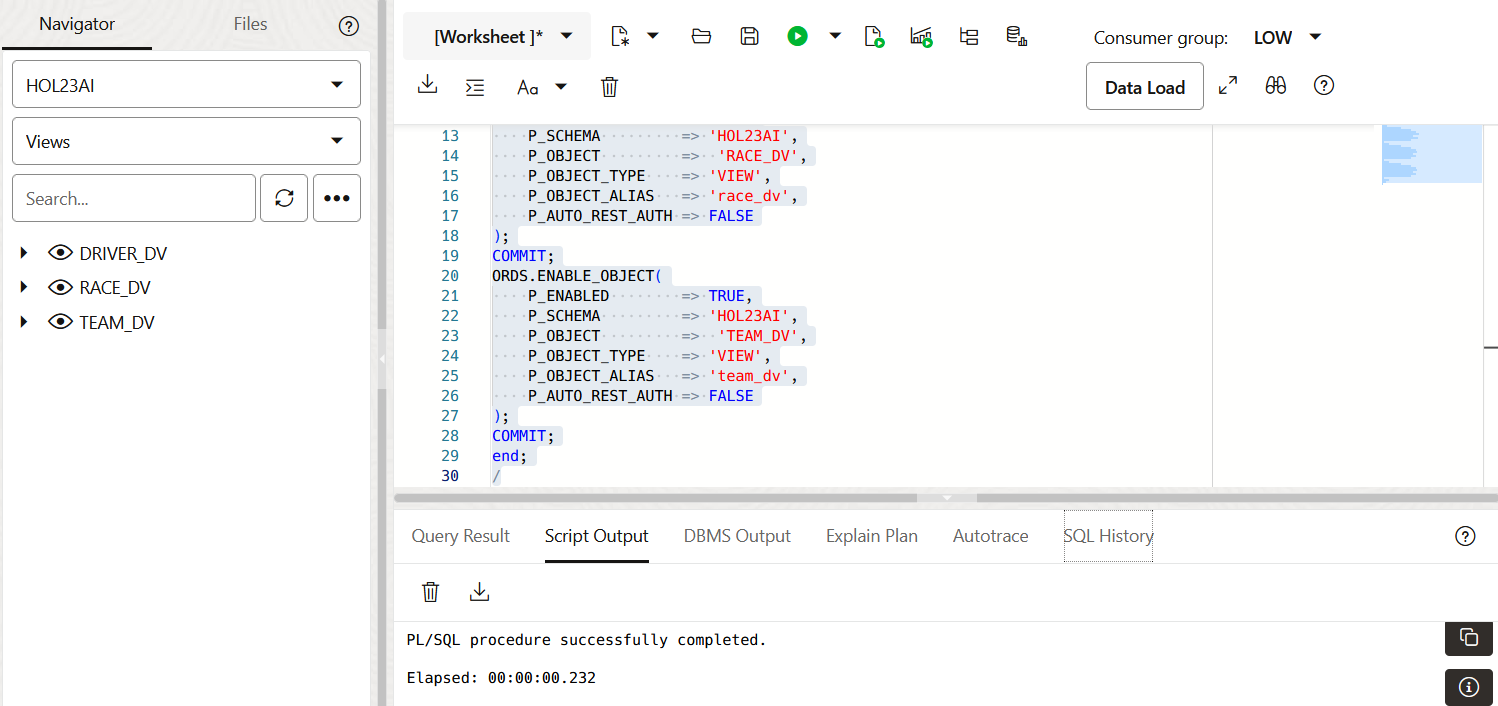 Navigator
Files
HOL23AI
Views
Search...
DRIVER_DV
RACE_DV
TEAM_DV
[Worksheet ]*
Aa
Consumer group: LOW
Data Load
13 P_SCHEMA => 'HOL23AI',
14 P_OBJECT => 'RACE_DV',
15 P_OBJECT_TYPE => 'VIEW',
16 P_OBJECT_ALIAS => 'race_dv',
17 P_AUTO_REST_AUTH => FALSE
18 );
19 COMMIT;
20 ORDS.ENABLE_OBJECT(
21 P_ENABLED => TRUE,
22 P_SCHEMA => 'HOL23AI',
23 P_OBJECT => 'TEAM_DV',
24 P_OBJECT_TYPE => 'VIEW',
25 P_OBJECT_ALIAS => 'team_dv',
26 P_AUTO_REST_AUTH => FALSE
27 );
28 COMMIT;
29 end;
30 /
Query Result Script Output DBMS Output Explain Plan Autotrace SQL History
PL/SQL procedure successfully completed.
Elapsed: 00:00:00.232